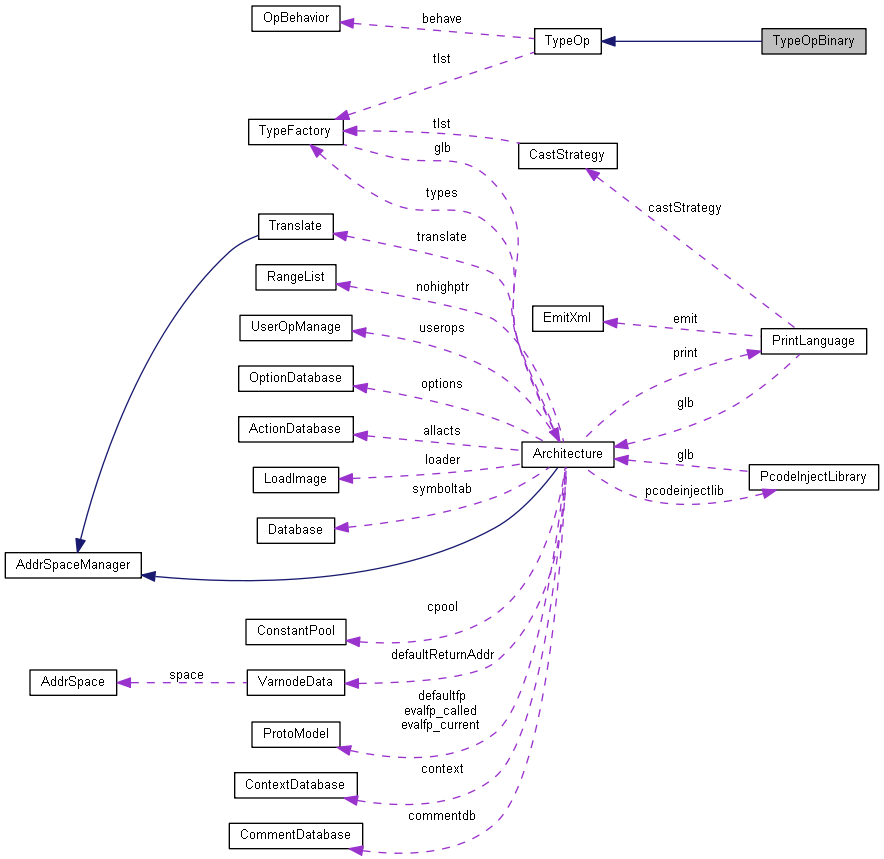 OpBehavior
behave
TypeOp
TypeOpBinary
tlst
TypeFactory
tlst
glb
CastStrategy
types
castStrategy
Translate
translate
RangeList
nohighptr
EmitXml
emit
UserOpManage
userops
PrintLanguage
print
OptionDatabase
options
glb
ActionDatabase
allacts
Architecture
glb
loader
LoadImage
PcodeInjectLibrary
symboltab
pcodeinjectlib
Database
AddrSpaceManager
cpool
ConstantPool
defaultReturnAddr
AddrSpace
space
VarnodeData
defaultfp
evalfp_called
evalfp_current
ProtoModel
context
ContextDatabase
commentdb
CommentDatabase